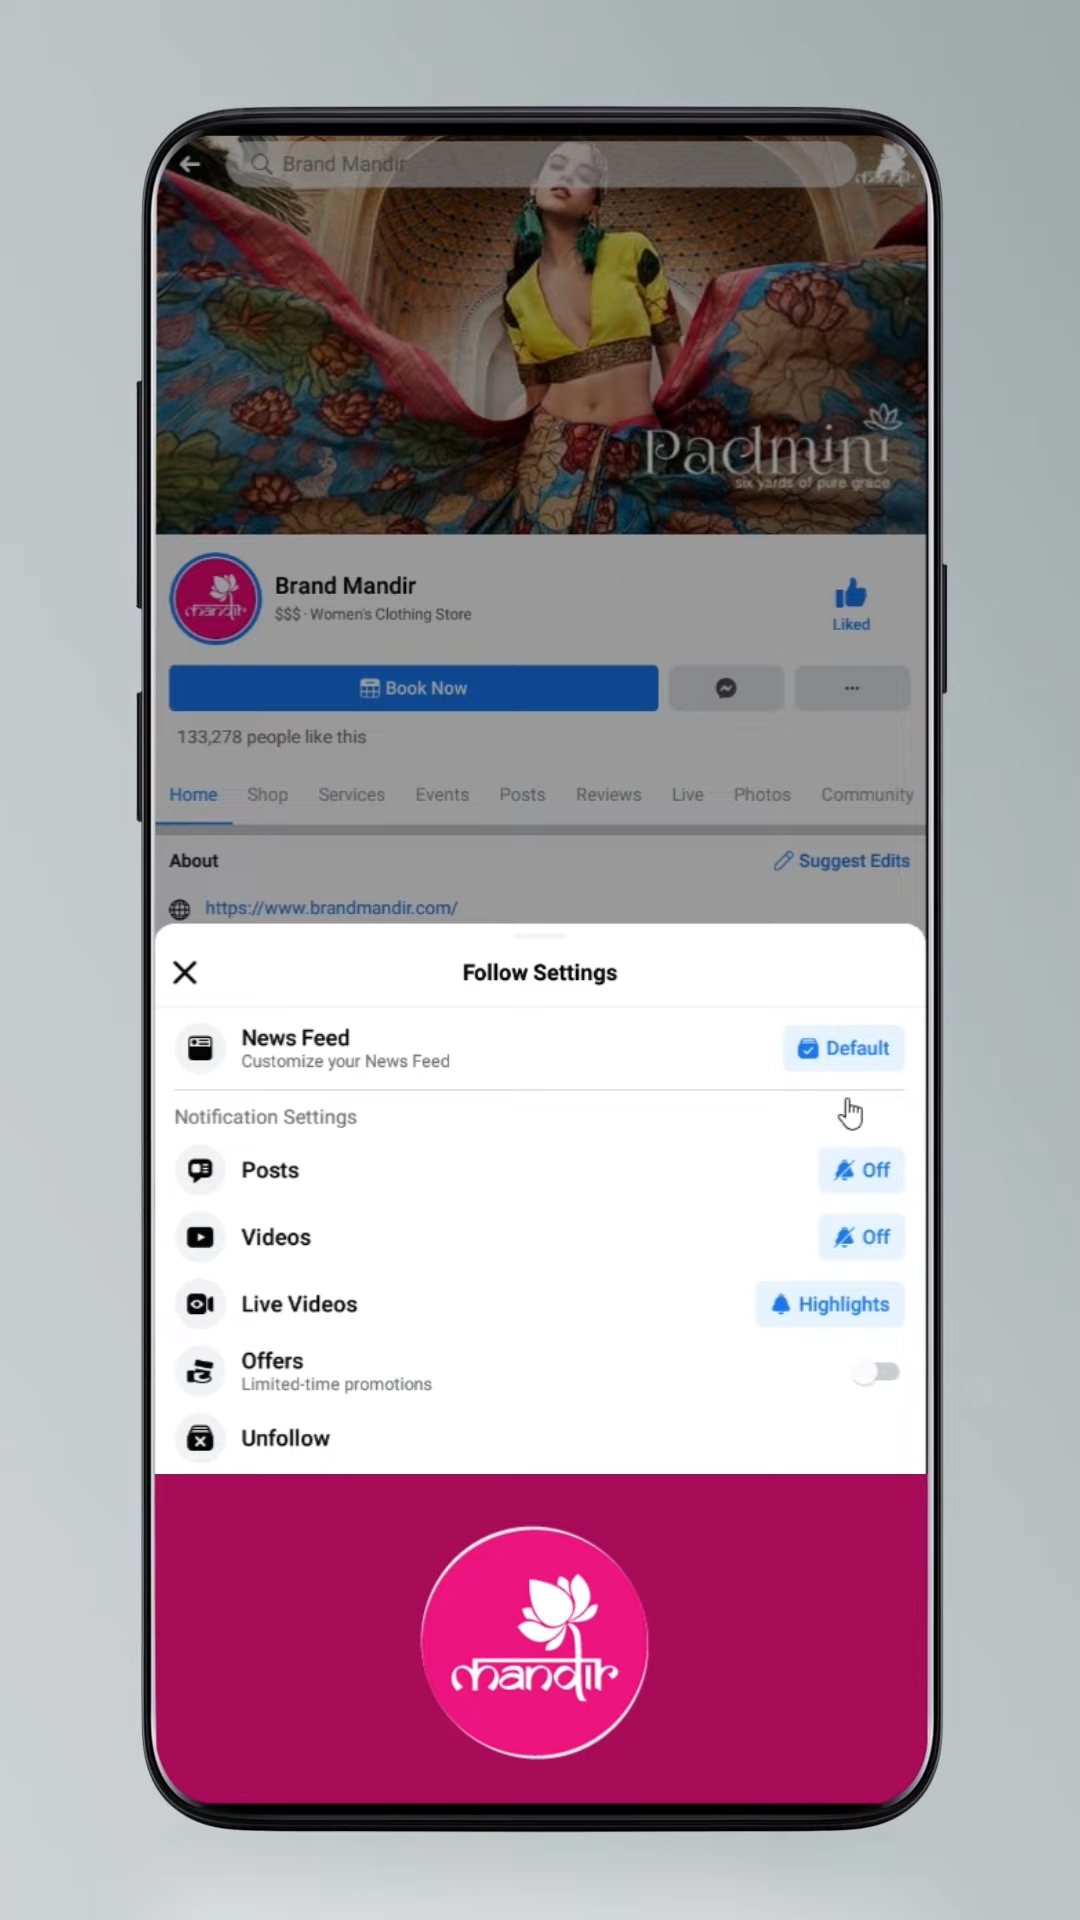 Brand Mandir
mandir
Padmini
six yards of pure grace
mandir
Brand Mandir
$$$ · Women's Clothing Store
Liked
Book Now
133,278 people like this
Home Shop Services Events Posts Reviews Live Photos Community
About
Suggest Edits
https://www.brandmandir.com/
Follow Settings
News Feed
Customize your News Feed
Default
Notification Settings
Posts
Off
Videos
Off
Live Videos
Highlights
Offers
Limited-time promotions
Unfollow
mandir